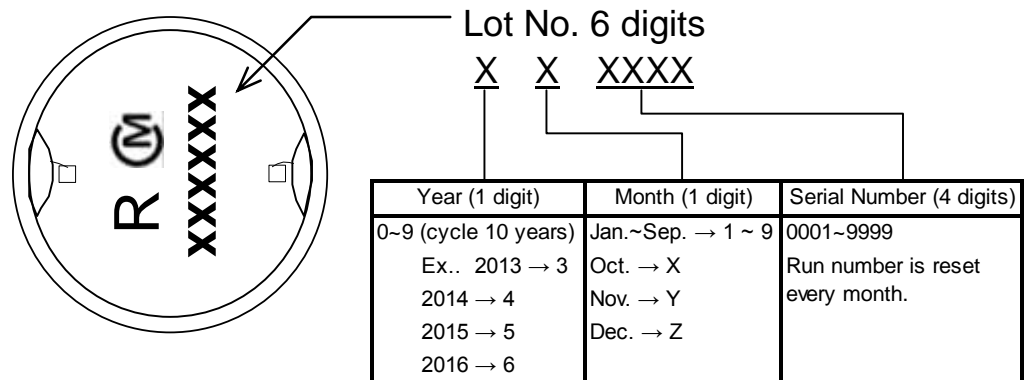 Lot No. 6 digits
X X XXXX
R M
XXXXXX
Year (1 digit) Month (1 digit) Serial Number (4 digits)
0~9 (cycle 10 years) Jan.~Sep. → 1 ~ 9 0001~9999
Ex.. 2013 → 3 Oct. → X Run number is reset
2014 → 4 Nov. → Y every month.
2015 → 5 Dec. → Z
2016 → 6